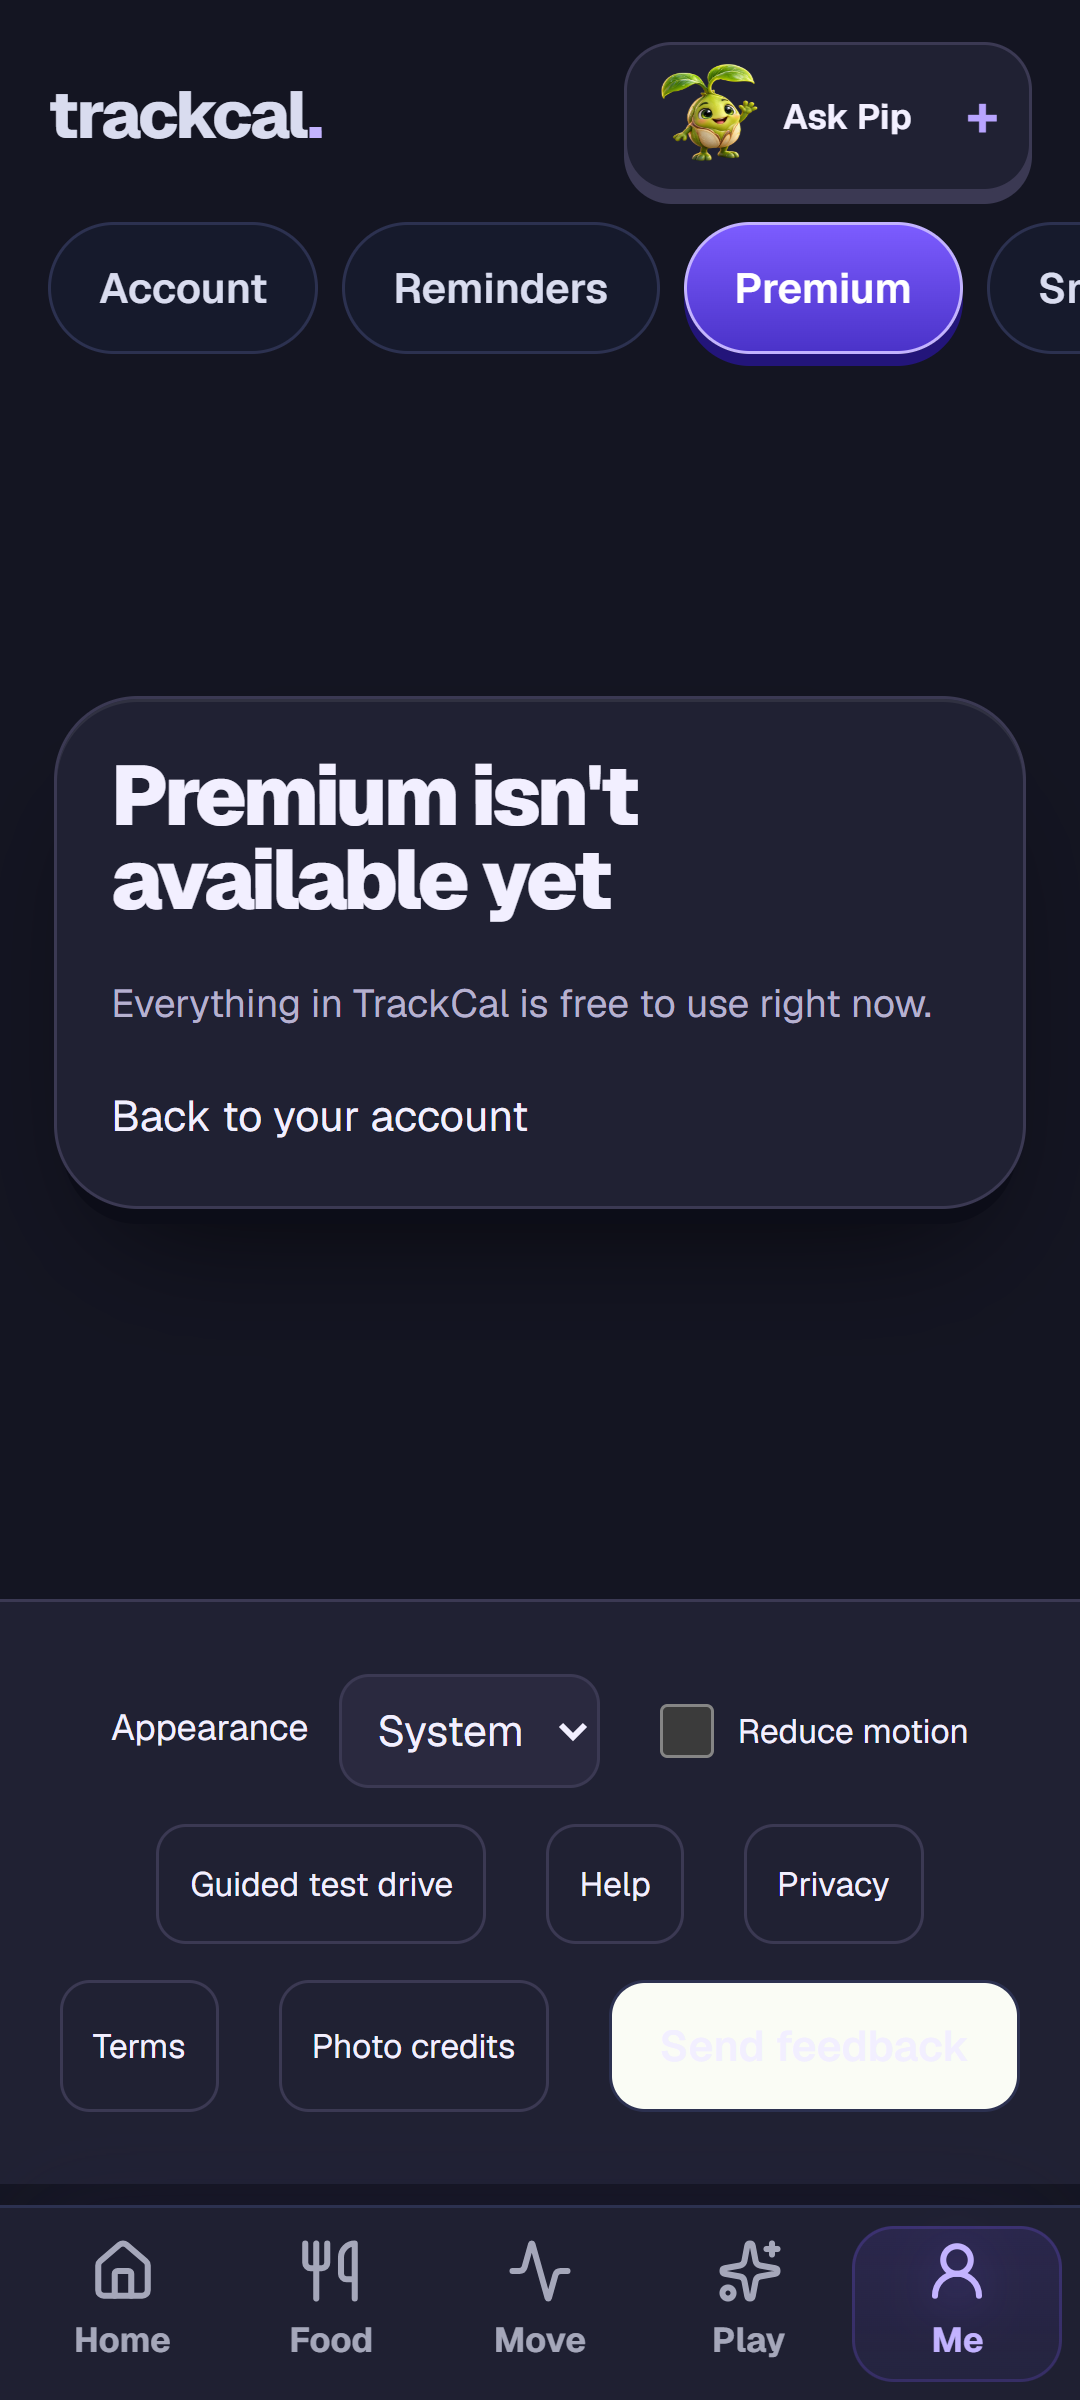 trackcal.
Ask Pip +
Account
Reminders
Premium
Premium isn't
available yet
Everything in TrackCal is free to use right now.
Back to your account
Appearance
System
Reduce motion
Guided test drive
Help
Privacy
Terms
Photo credits
Send feedback
Home
Food
Move
Play
Me